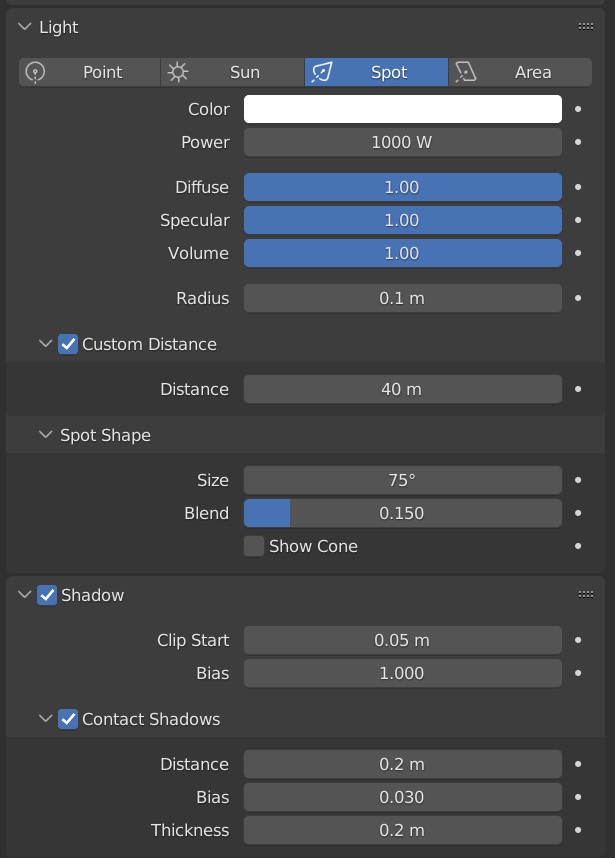 Light
Point Sun Spot Area
Color
Power 1000 W
Diffuse 1.00
Specular 1.00
Volume 1.00
Radius 0.1 m
Custom Distance
Distance 40 m
Spot Shape
Size 75°
Blend 0.150
Show Cone
Shadow
Clip Start 0.05 m
Bias 1.000
Contact Shadows
Distance 0.2 m
Bias 0.030
Thickness 0.2 m